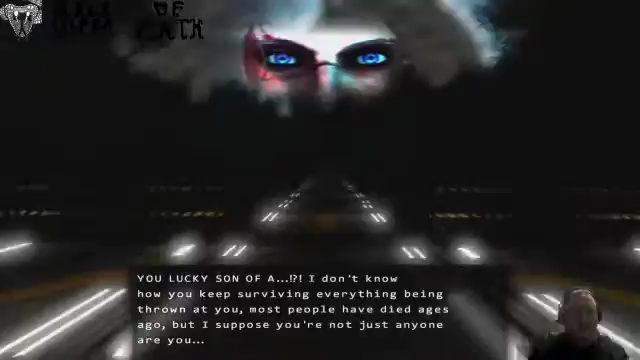 OF
YOU LUCKY SON OF A...!?! I don't know
how you keep surviving everything being
thrown at you, most people have died ages
ago, but I suppose you're not just anyone
are you...